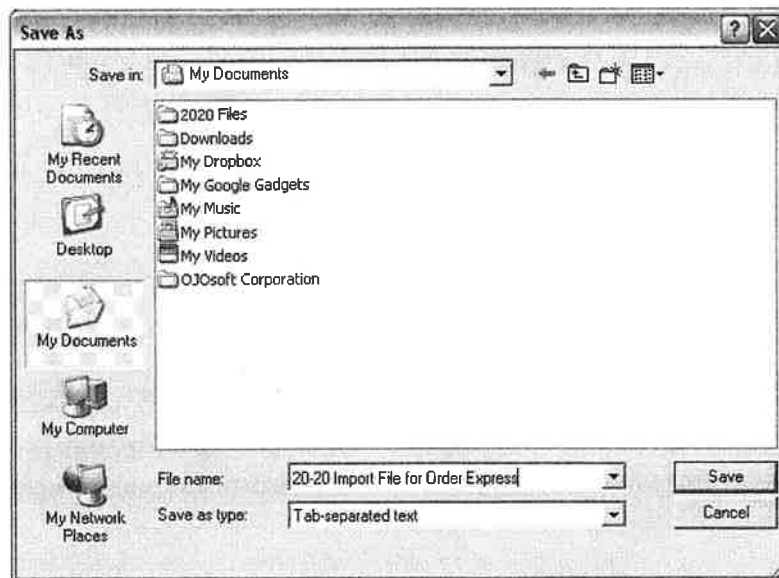 Save As
Save in: My Documents
2020 Files
Downloads
My Dropbox
My Google Gadgets
My Music
My Pictures
My Videos
OJOsoft Corporation
My Recent
Documents
Desktop
My Documents
My Computer
My Network
Places
File name: 20-20 Import File for Order Express
Save as type: Tab-separated text
Save
Cancel